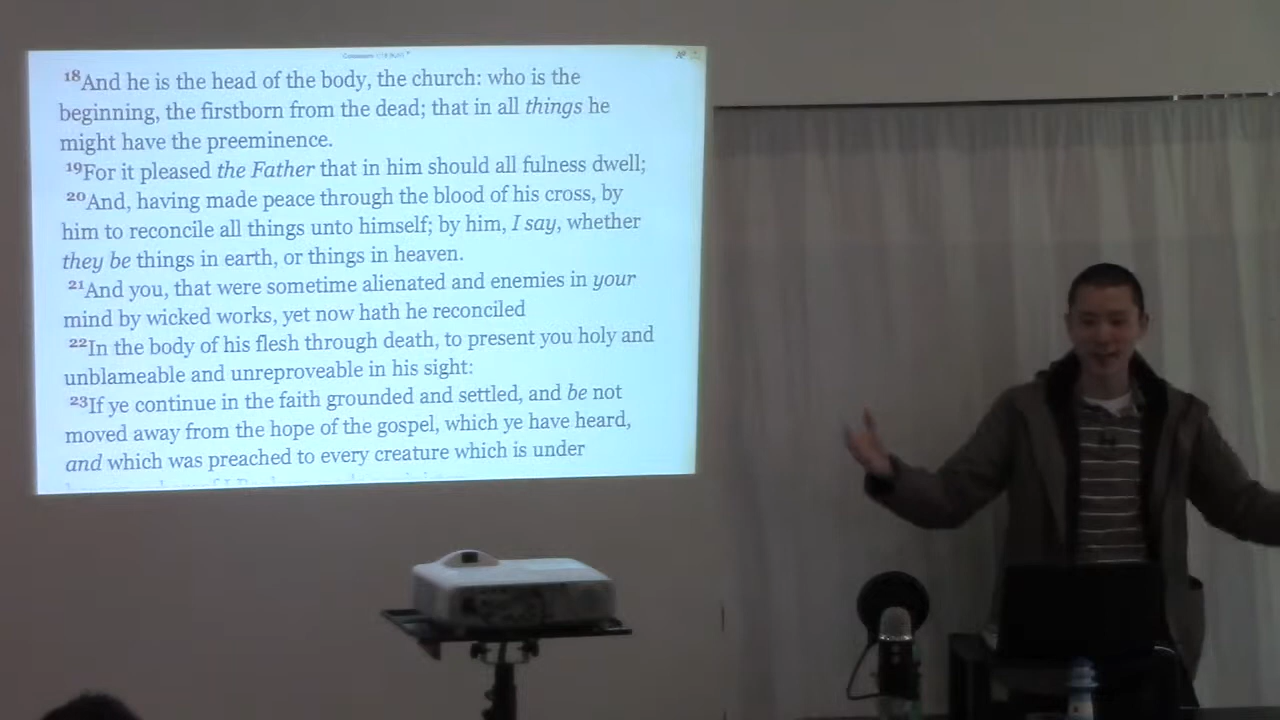 18And he is the head of the body, the church: who is the
beginning, the firstborn from the dead; that in all things he
might have the preeminence.
19For it pleased the Father that in him should all fulness dwell;
20And, having made peace through the blood of his cross, by
him to reconcile all things unto himself; by him, I say, whether
they be things in earth, or things in heaven.
21And you, that were sometime alienated and enemies in your
mind by wicked works, yet now hath he reconciled
22In the body of his flesh through death, to present you holy and
unblameable and unreproveable in his sight:
23If ye continue in the faith grounded and settled, and be not
moved away from the hope of the gospel, which ye have heard,
and which was preached to every creature which is under